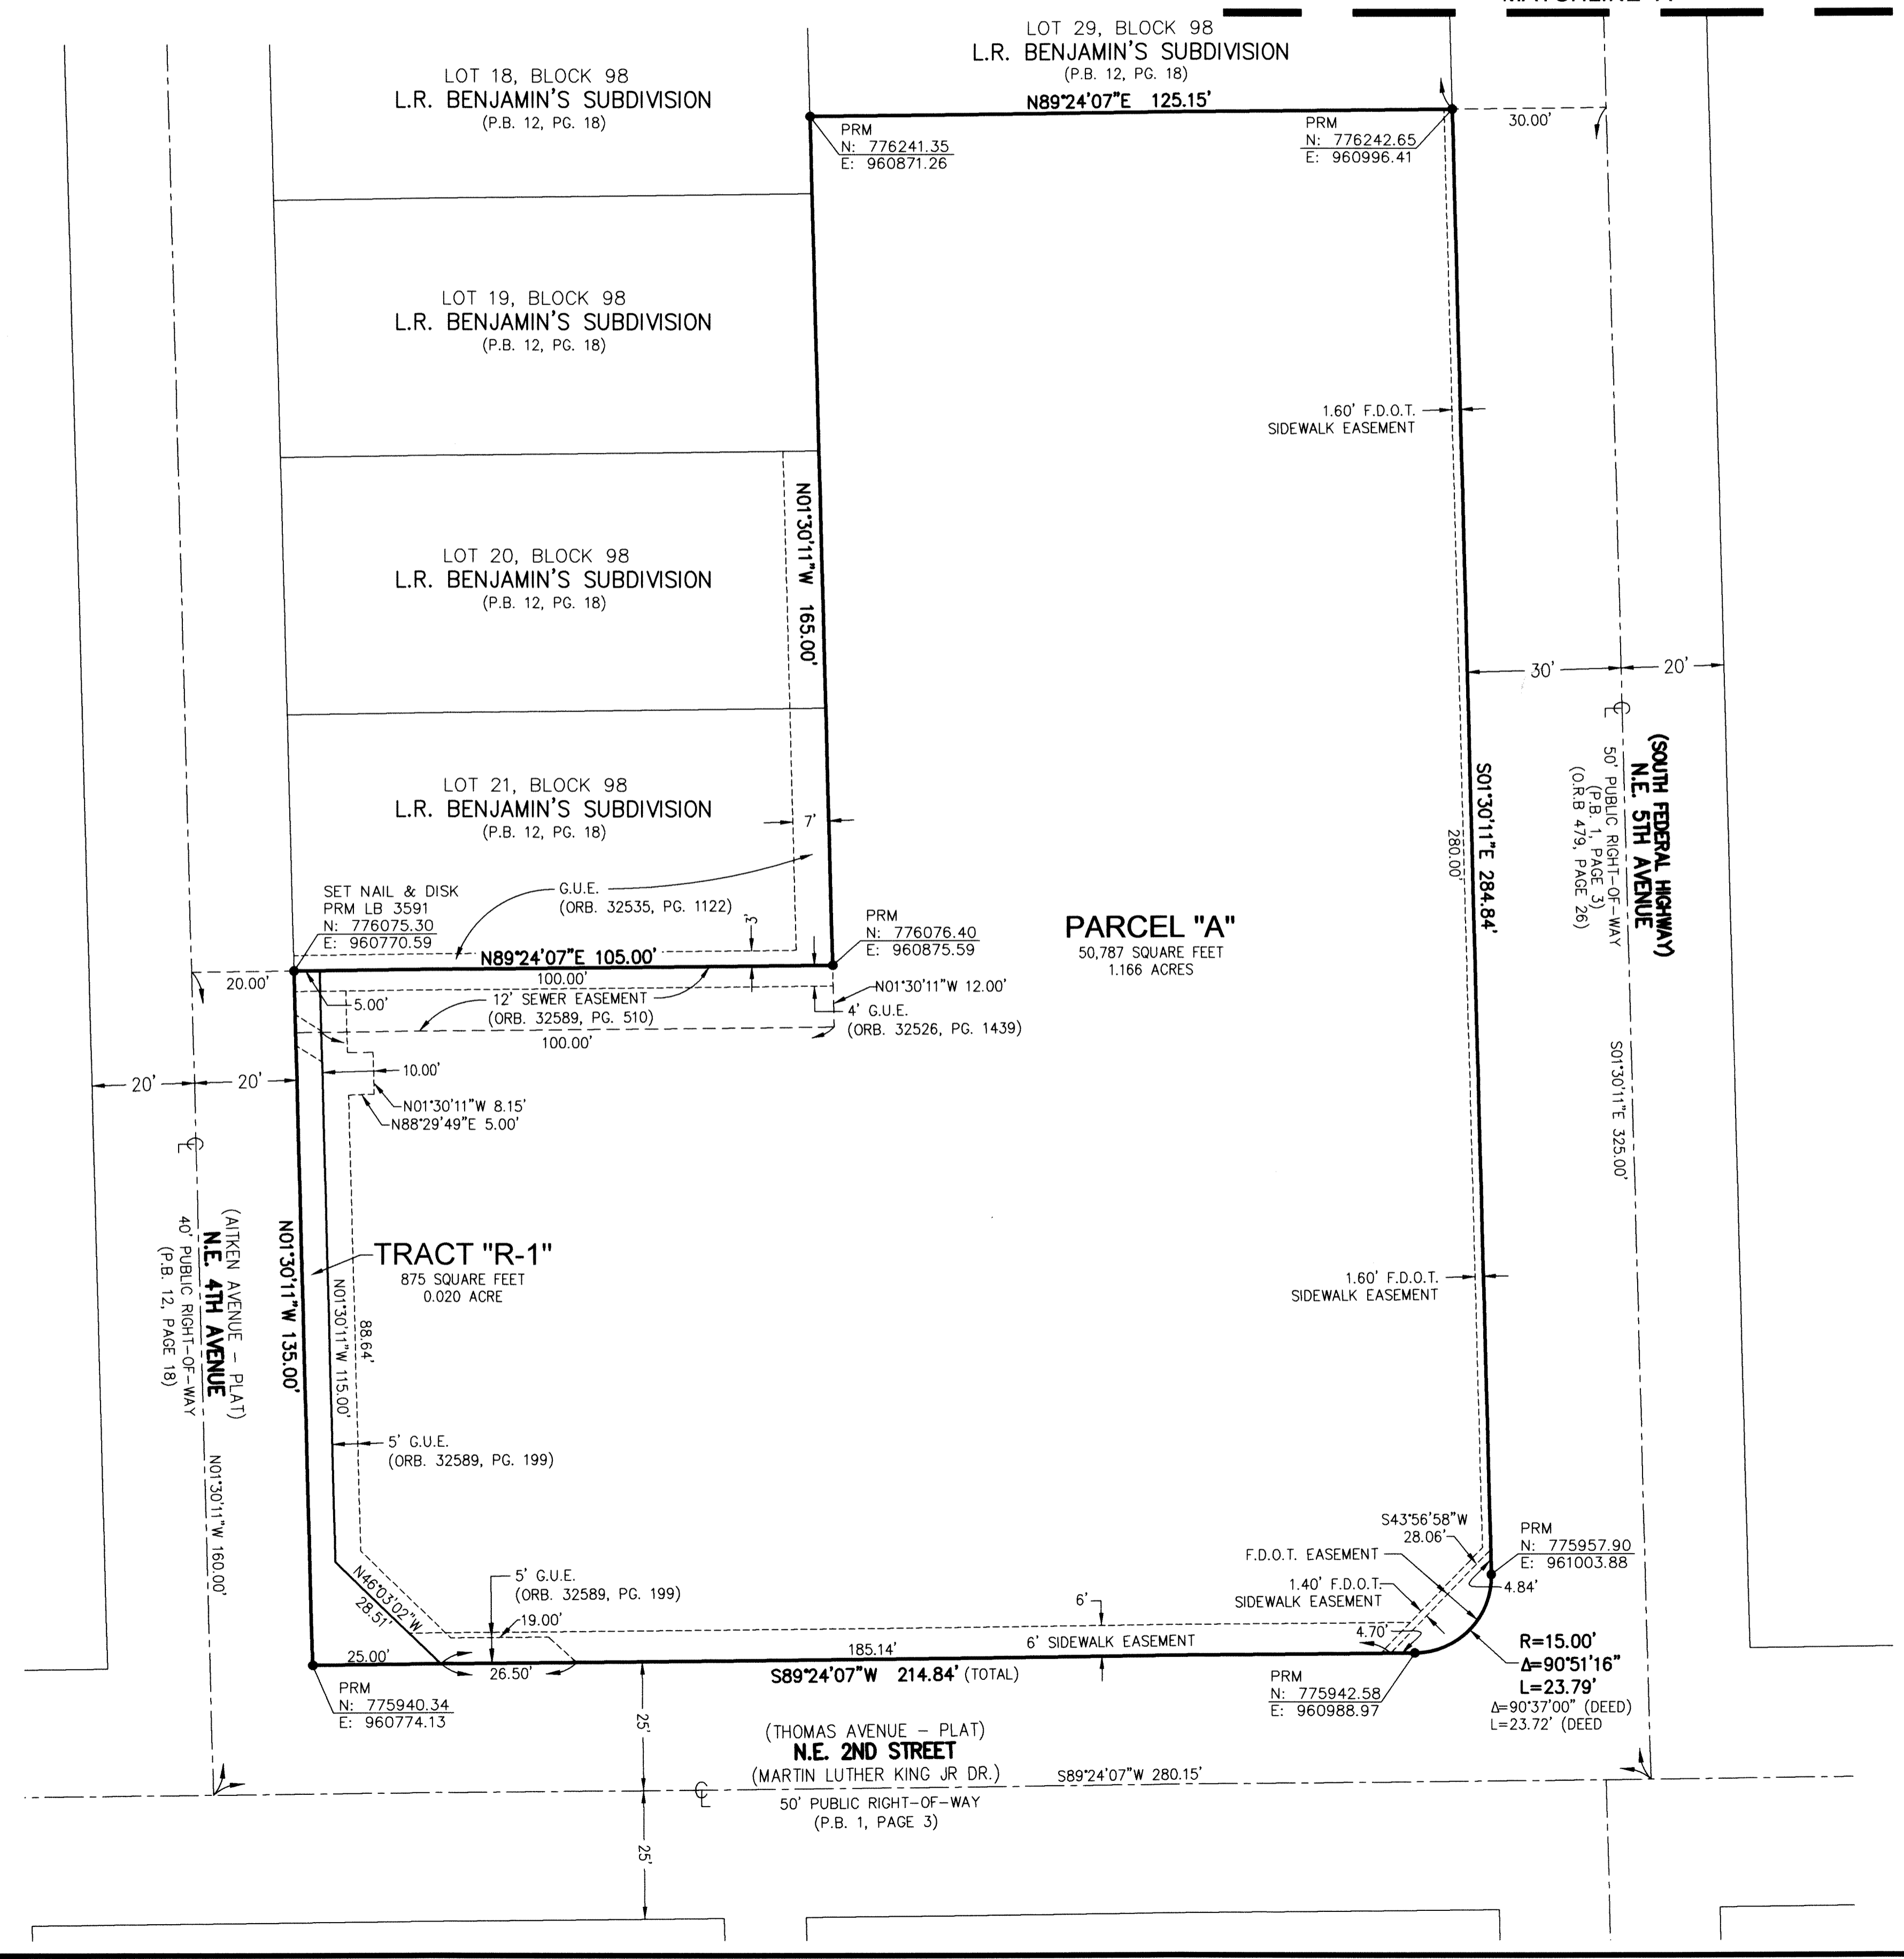 LOT 29, BLOCK 98
L.R. BENJAMIN'S SUBDIVISION
(P.B. 12, PG. 18)
N89°24'07"E 125.15'
LOT 18, BLOCK 98
L.R. BENJAMIN'S SUBDIVISION
(P.B. 12, PG. 18)
PRM
N: 776241.35
E: 960871.26
PRM
N: 776242.65
E: 960996.41
30.00'
LOT 19, BLOCK 98
L.R. BENJAMIN'S SUBDIVISION
(P.B. 12, PG. 18)
1.60' F.D.O.T.
SIDEWALK EASEMENT
N01°30'11"W 165.00'
LOT 20, BLOCK 98
L.R. BENJAMIN'S SUBDIVISION
(P.B. 12, PG. 18)
30'
20'
LOT 21, BLOCK 98
L.R. BENJAMIN'S SUBDIVISION
(P.B. 12, PG. 18)
7'
S01°30'11"E 284.84'
280.00'
(SOUTH FEDERAL HIGHWAY)
N.E. 5TH AVENUE
50' PUBLIC RIGHT-OF-WAY
(P.B. 1, PAGE 3)
(O.R.B 479, PAGE 26)
SET NAIL & DISK
PRM LB 3591
N: 776075.30
E: 960770.59
G.U.E.
(ORB. 32535, PG. 1122)
3'
PRM
N: 776076.40
E: 960875.59
PARCEL "A"
50,787 SQUARE FEET
1.166 ACRES
N89°24'07"E 105.00'
20.00'
5.00'
100.00'
12' SEWER EASEMENT
(ORB. 32589, PG. 510)
100.00'
N01°30'11"W 12.00'
4' G.U.E.
(ORB. 32526, PG. 1439)
20'
20'
10.00'
N01°30'11"W 8.15'
N88°29'49"E 5.00'
S01°30'11"E 325.00'
(AITKEN AVENUE - PLAT)
N.E. 4TH AVENUE
40' PUBLIC RIGHT-OF-WAY
(P.B. 12, PAGE 18)
N01°30'11"W 135.00'
TRACT "R-1"
875 SQUARE FEET
0.020 ACRE
N01°30'11"W 115.00'
88.64'
1.60' F.D.O.T.
SIDEWALK EASEMENT
5' G.U.E.
(ORB. 32589, PG. 199)
N01°30'11"W 160.00'
N46°03'02"W
28.51'
5' G.U.E.
(ORB. 32589, PG. 199)
19.00'
S43°56'58"W
28.06'
F.D.O.T. EASEMENT
1.40' F.D.O.T.
SIDEWALK EASEMENT
PRM
N: 775957.90
E: 961003.88
4.84'
6'
4.70'
6' SIDEWALK EASEMENT
25.00'
26.50'
185.14'
S89°24'07"W 214.84' (TOTAL)
R=15.00'
Δ=90°51'16"
L=23.79'
Δ=90°37'00" (DEED)
L=23.72' (DEED
PRM
N: 775940.34
E: 960774.13
PRM
N: 775942.58
E: 960988.97
25'
(THOMAS AVENUE - PLAT)
N.E. 2ND STREET
(MARTIN LUTHER KING JR DR.)
S89°24'07"W 280.15'
50' PUBLIC RIGHT-OF-WAY
(P.B. 1, PAGE 3)
25'